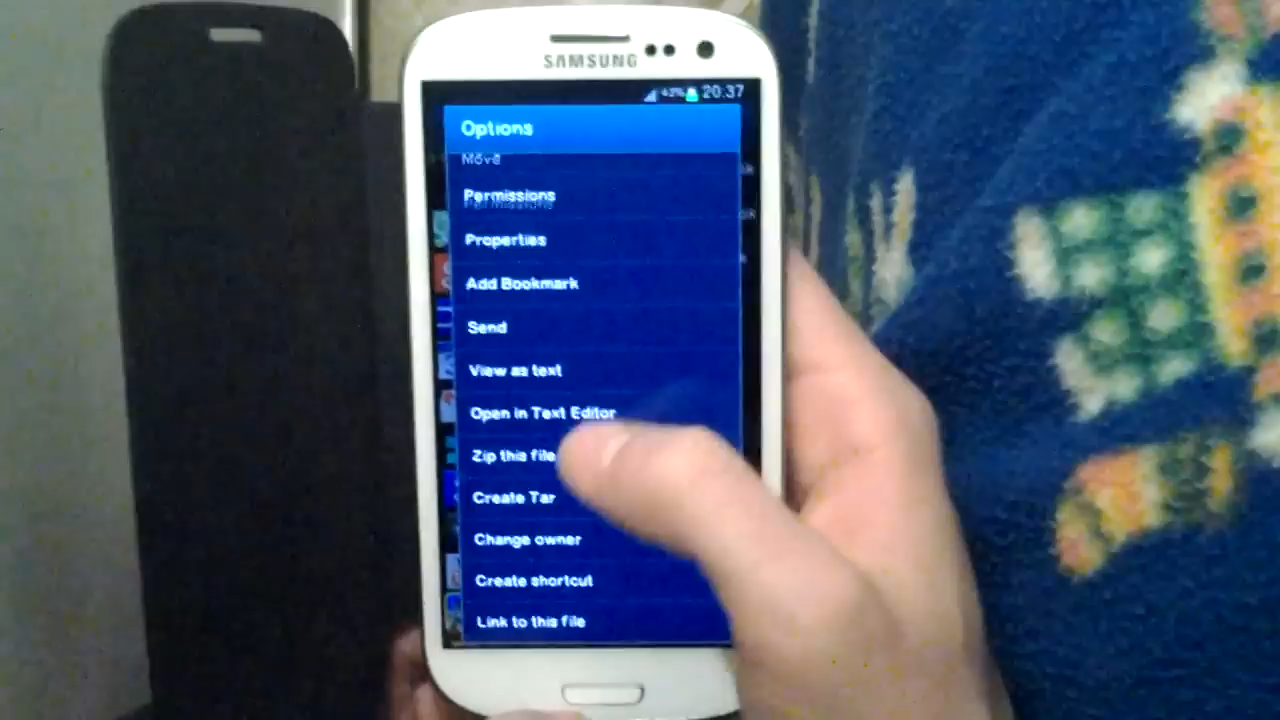 SAMSUNG
42% 20:37
Options
Move
Permissions
Properties
Add Bookmark
Send
View as text
Open in Text Editor
Zip this file
Create Tar
Change owner
Create shortcut
Link to this file